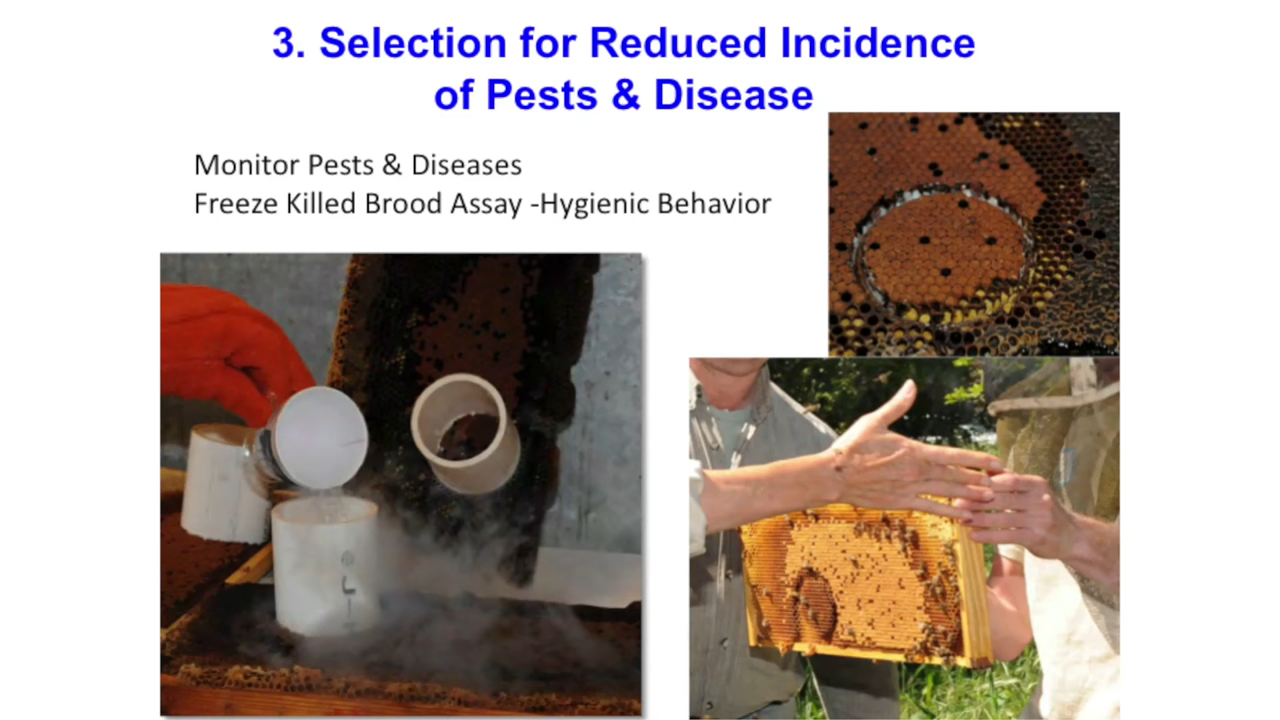 3. Selection for Reduced Incidence
of Pests & Disease
Monitor Pests & Diseases
Freeze Killed Brood Assay -Hygienic Behavior